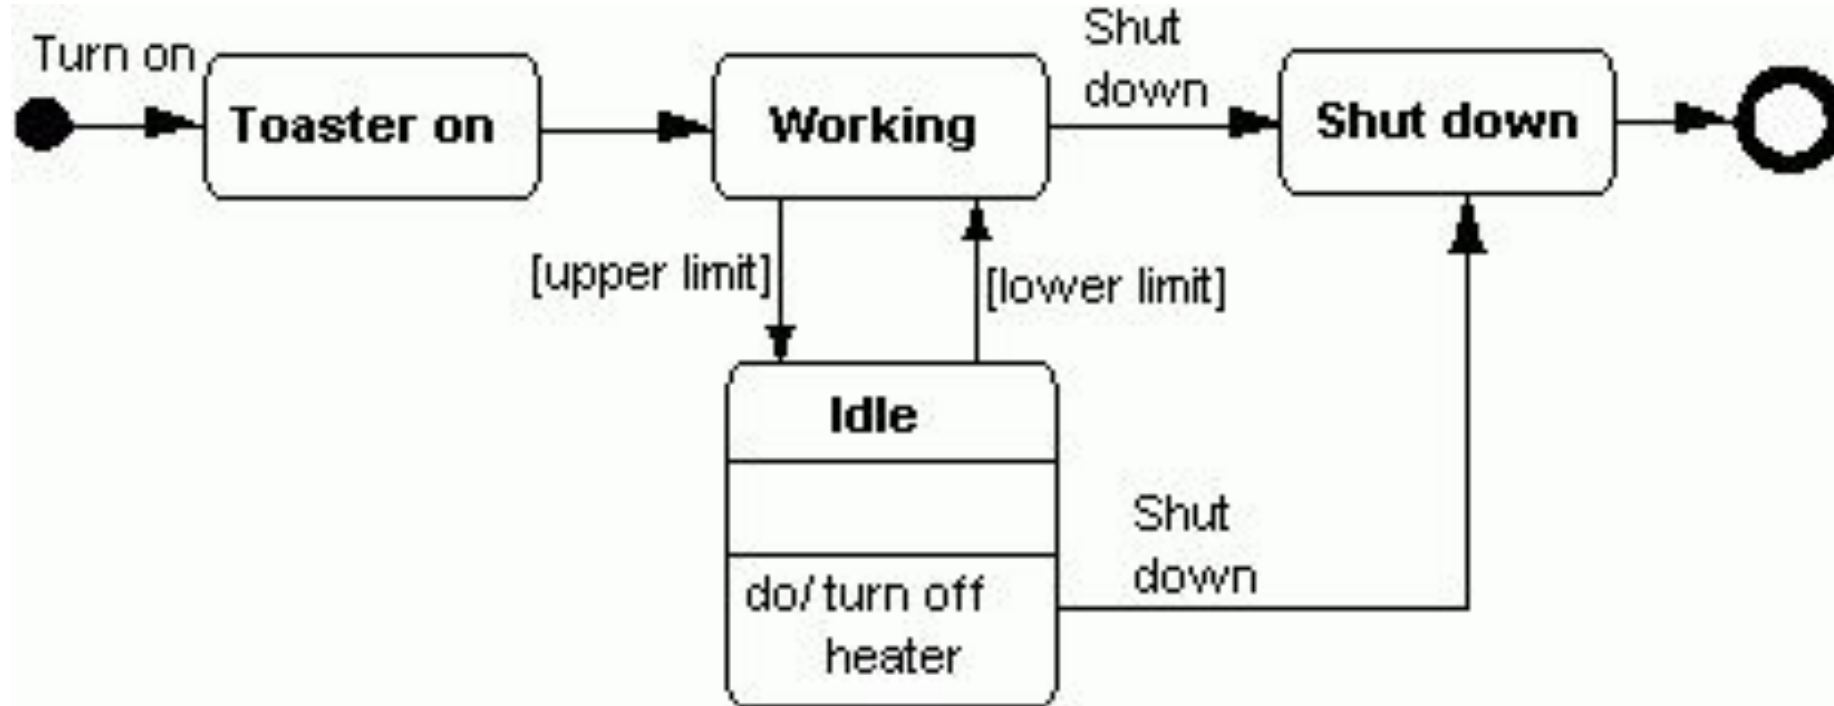 Turn on
Toaster on
Working
Shut
down
Shut down
[upper limit]
[lower limit]
Idle
do/ turn off
heater
Shut
down